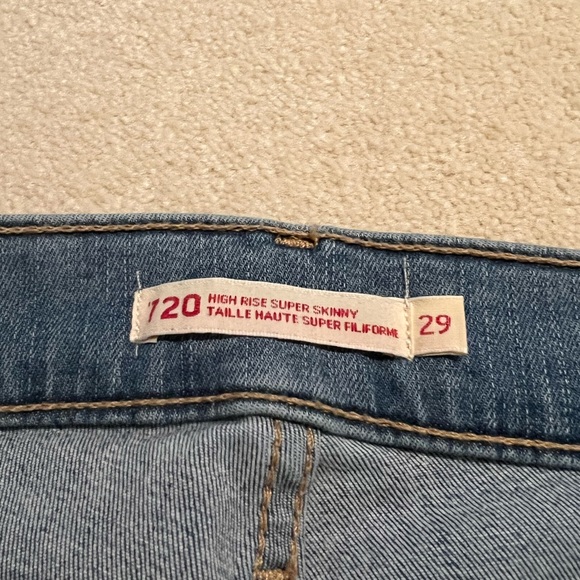 720 HIGH RISE SUPER SKINNY
TAILLE HAUTE SUPER FILIFORME
29